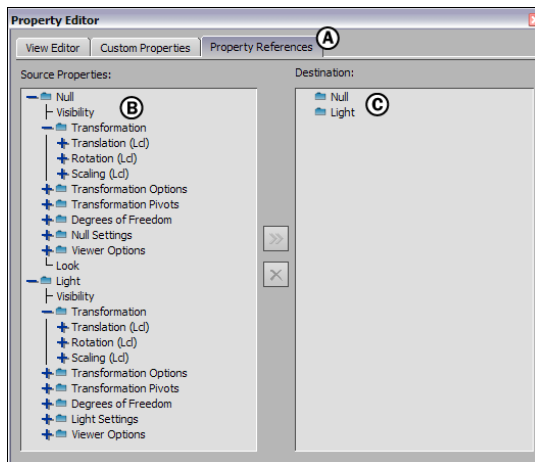 Property Editor
View Editor Custom Properties Property References A
Source Properties: Destination:
Null
B
Visibility
Transformation
Translation (Lcl)
Rotation (Lcl)
Scaling (Lcl)
Transformation Options
Transformation Pivots
Degrees of Freedom
Null Settings
Viewer Options
Look
Light
Visibility
Transformation
Translation (Lcl)
Rotation (Lcl)
Scaling (Lcl)
Transformation Options
Transformation Pivots
Degrees of Freedom
Light Settings
Viewer Options
Null
Light
C